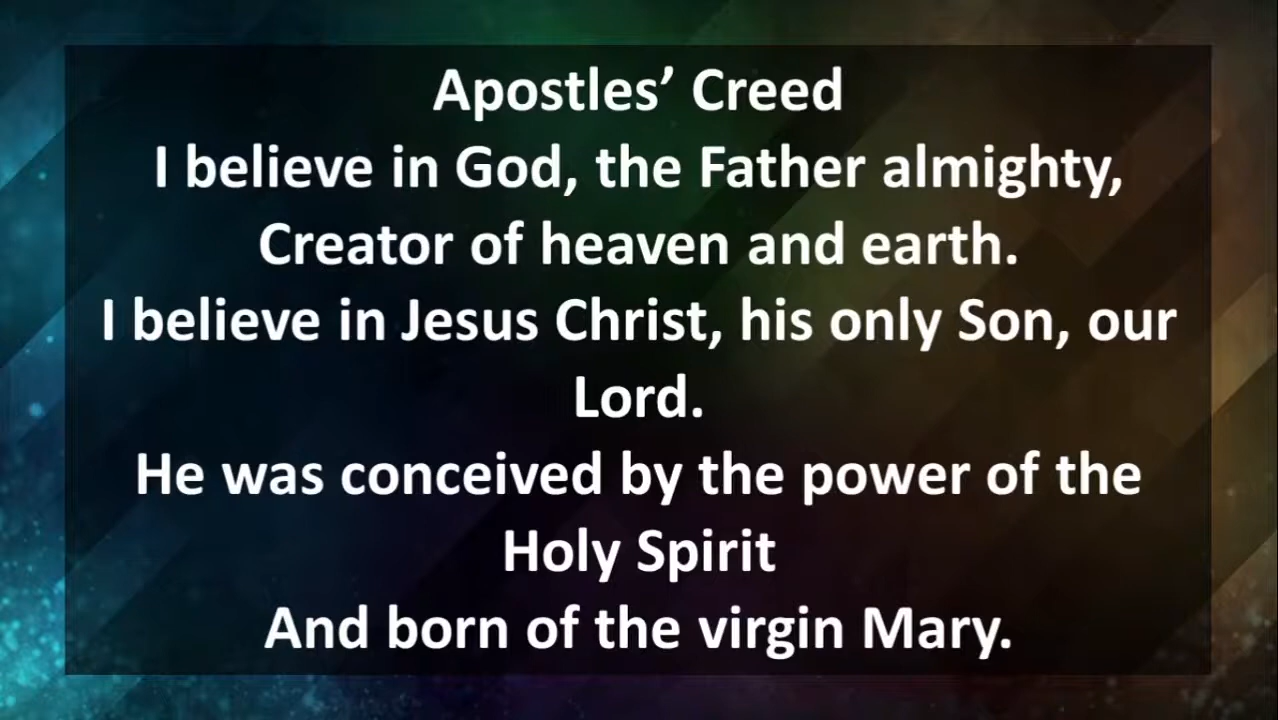 Apostles’ Creed
I believe in God, the Father almighty,
Creator of heaven and earth.
I believe in Jesus Christ, his only Son, our
Lord.
He was conceived by the power of the
Holy Spirit
And born of the virgin Mary.